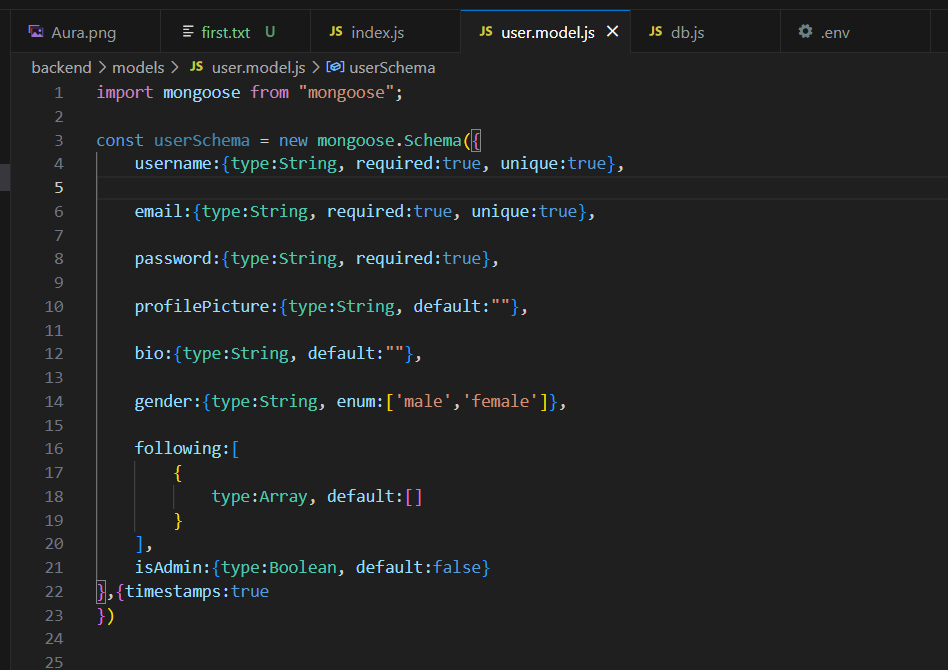 Aura.png first.txt U JS index.js JS user.model.js JS db.js .env
backend > models > JS user.model.js > userSchema
1 import mongoose from "mongoose";
2
3 const userSchema = new mongoose.Schema({
4 username:{type:String, required:true, unique:true},
5
6 email:{type:String, required:true, unique:true},
7
8 password:{type:String, required:true},
9
10 profilePicture:{type:String, default:""},
11
12 bio:{type:String, default:""},
13
14 gender:{type:String, enum:['male','female']},
15
16 following:[
17 {
18 type:Array, default:[]
19 }
20 ],
21 isAdmin:{type:Boolean, default:false}
22 },{timestamps:true
23 })
24
25